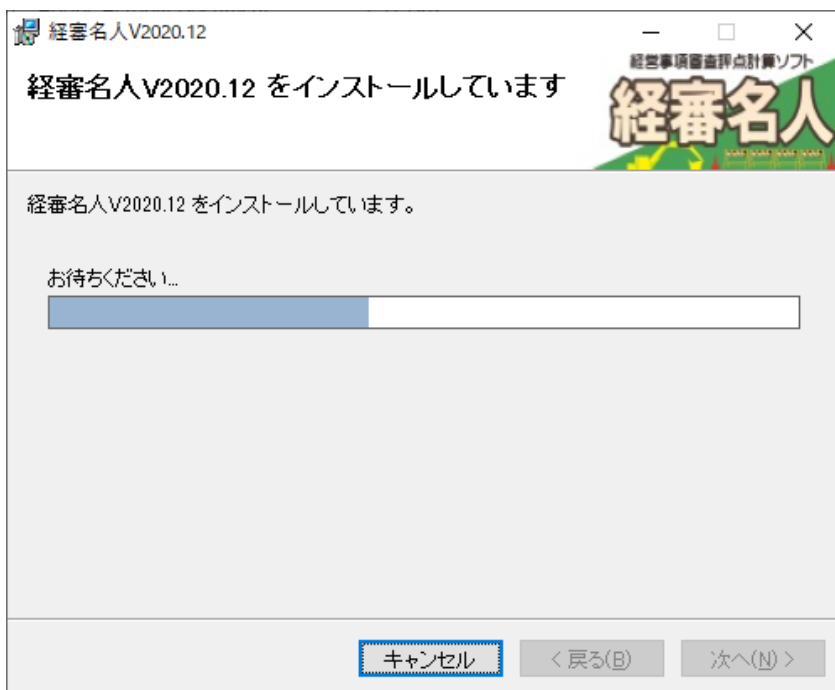 経審名人V2020.12
経営事項審査評点計算ソフト
経審名人
経審名人V2020.12 をインストールしています
経審名人V2020.12 をインストールしています。
お待ちください...
キャンセル
< 戻る(B)
次へ(N) >